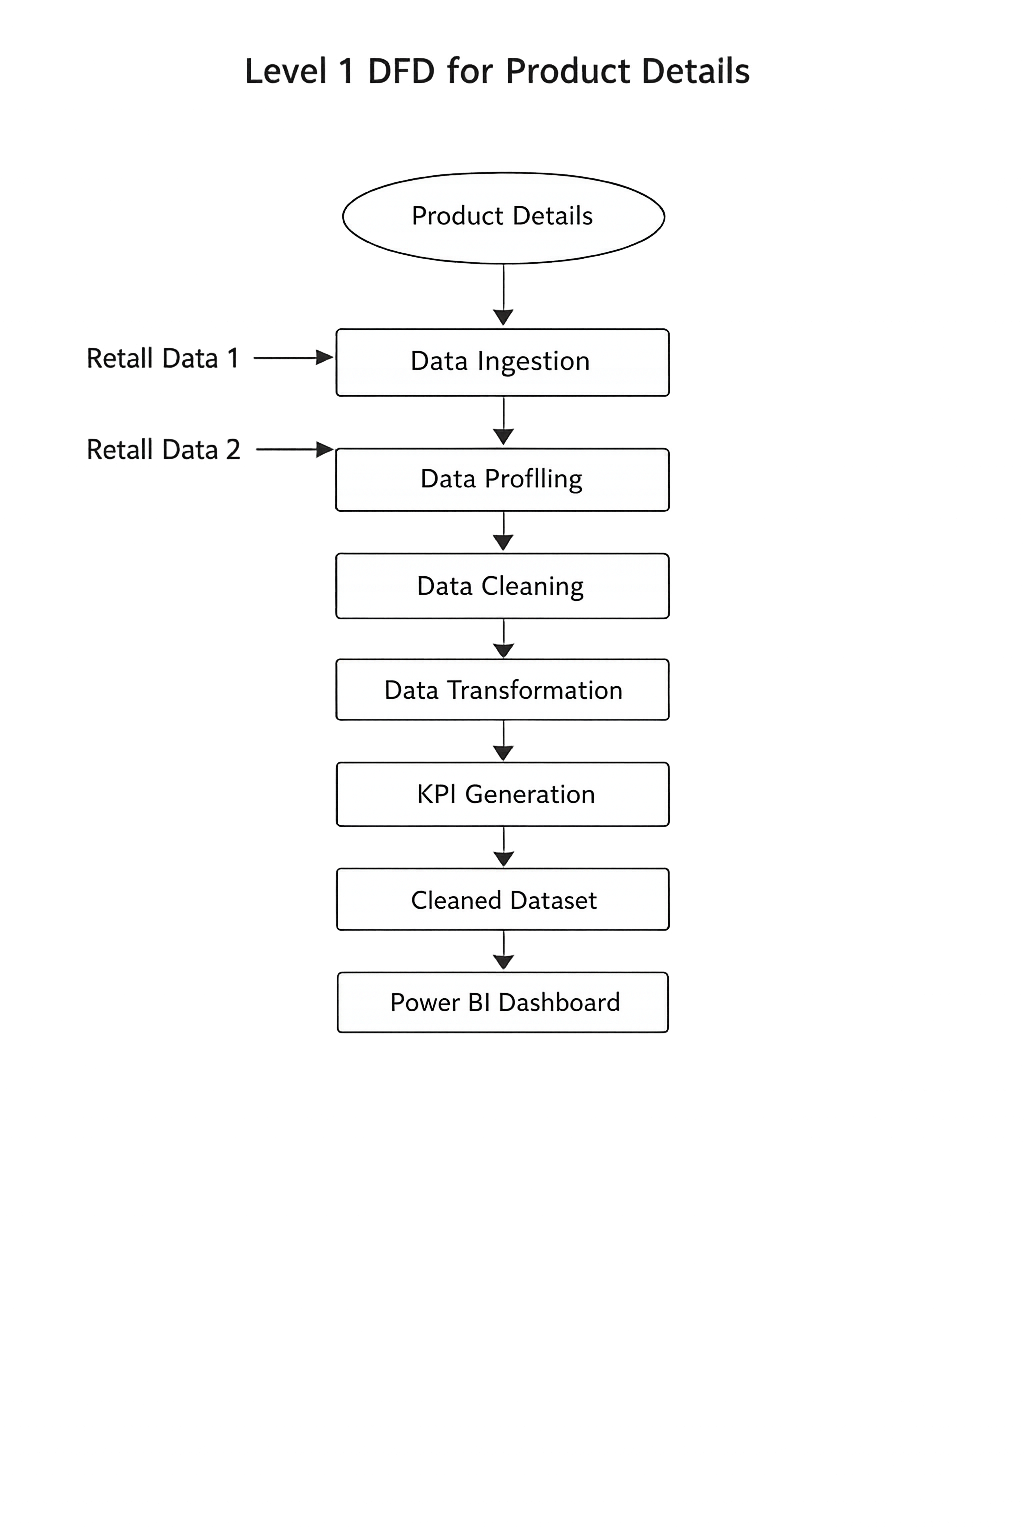 Level 1 DFD for Product Details
Product Details
Retall Data 1
Data Ingestion
Retall Data 2
Data Proflling
Data Cleaning
Data Transformation
KPI Generation
Cleaned Dataset
Power BI Dashboard